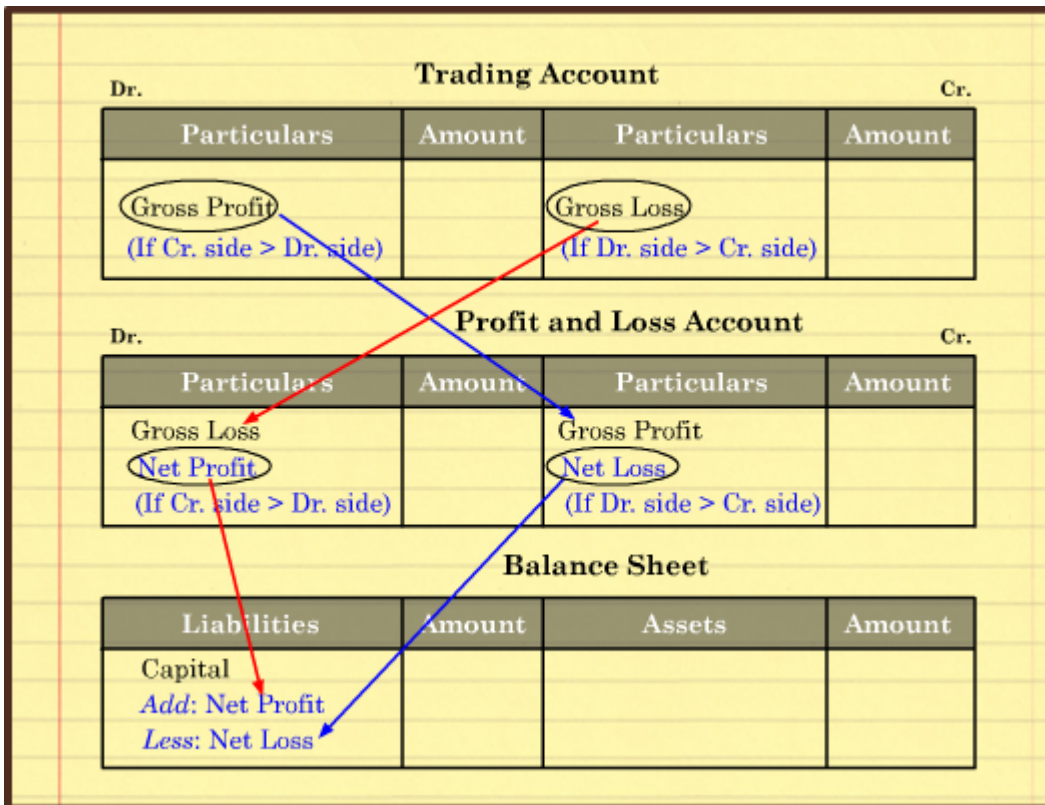 Trading Account
Dr. Cr.
Particulars Amount Particulars Amount
Gross Profit Gross Loss
(If Cr. side > Dr. side) (If Dr. side > Cr. side)
Profit and Loss Account
Dr. Cr.
Particulars Amount Particulars Amount
Gross Loss Gross Profit
Net Profit Net Loss
(If Cr. side > Dr. side) (If Dr. side > Cr. side)
Balance Sheet
Liabilities Amount Assets Amount
Capital
Add: Net Profit
Less: Net Loss